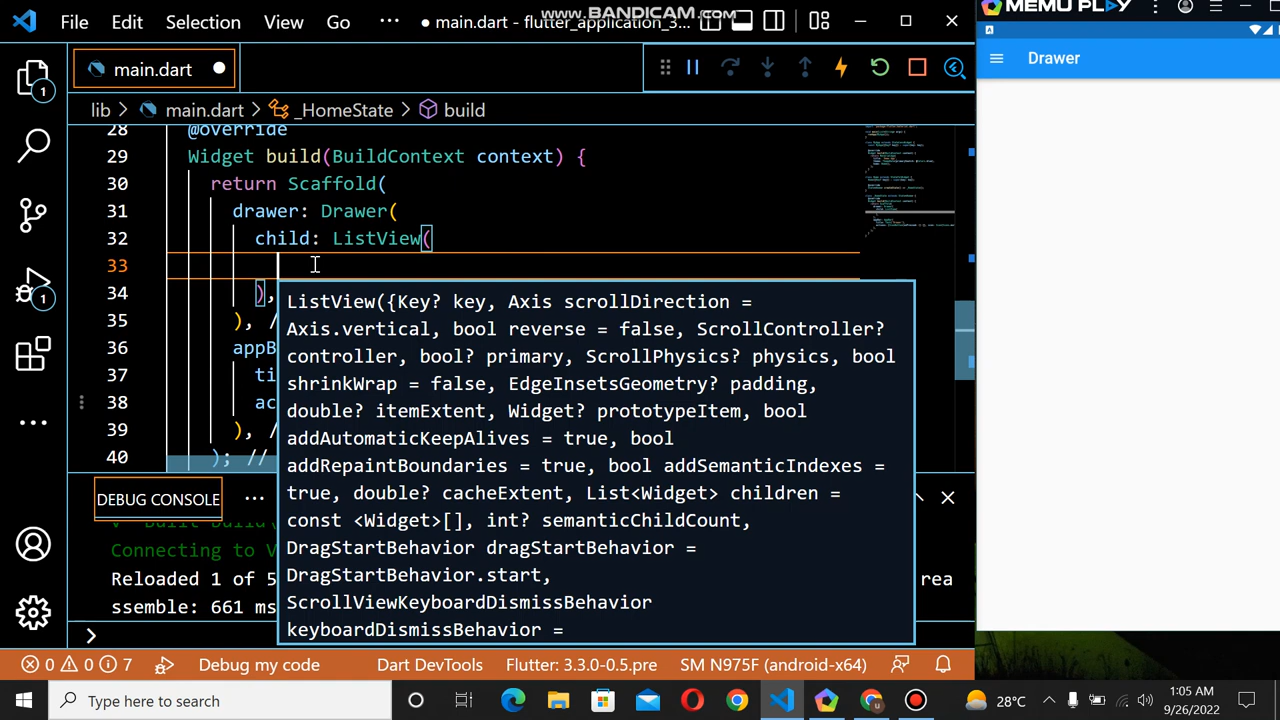 www.BANDICAM.com
File Edit Selection View Go ··· ● main.dart - flutter_application_3...
MEMU PLAY
main.dart ●
Drawer
lib > main.dart > _HomeState > build
28 @override
29 Widget build(BuildContext context) {
30 return Scaffold(
31 drawer: Drawer(
32 child: ListView(
33
34 ),
35 ), /
36 appB
37 ti
38 ac
39 ), /
40 ); //
ListView({Key? key, Axis scrollDirection =
Axis.vertical, bool reverse = false, ScrollController?
controller, bool? primary, ScrollPhysics? physics, bool
shrinkWrap = false, EdgeInsetsGeometry? padding,
double? itemExtent, Widget? prototypeItem, bool
addAutomaticKeepAlives = true, bool
addRepaintBoundaries = true, bool addSemanticIndexes =
true, double? cacheExtent, List<Widget> children =
const <Widget>[], int? semanticChildCount,
DragStartBehavior dragStartBehavior =
DragStartBehavior.start,
ScrollViewKeyboardDismissBehavior
keyboardDismissBehavior =
DEBUG CONSOLE ···
Connecting to V
Reloaded 1 of 5 rea
ssemble: 661 ms
>
1
1
0 0 7 Debug my code Dart DevTools Flutter: 3.3.0-0.5.pre SM N975F (android-x64)
Type here to search 28°C 1:05 AM
9/26/2022